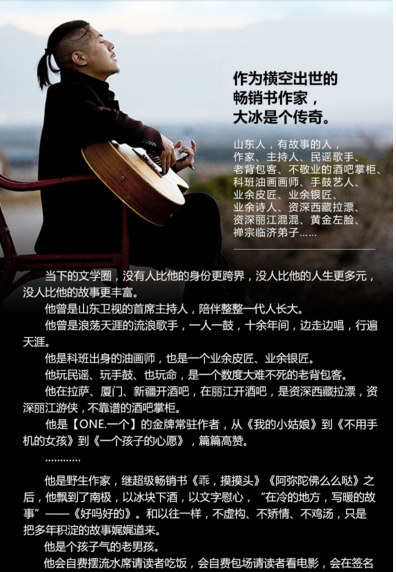 作为横空出世的
畅销书作家，
大冰是个传奇。
山东人，有故事的人，
作家、主持人、民谣歌手、
老背包客、不敬业的酒吧掌柜、
科班油画画师、手鼓艺人、
业余皮匠、业余银匠、
业余诗人、资深西藏拉漂、
资深丽江混混、黄金左脸、
禅宗临济弟子……
当下的文学圈，没有人比他的身份更跨界，没人比他的人生更多元，
没人比他的故事更丰富。
他曾是山东卫视的首席主持人，陪伴整整一代人长大。
他曾是浪荡天涯的流浪歌手，一人一鼓，十余年间，边走边唱，行遍
天涯。
他是科班出身的油画师，也是一个业余皮匠、业余银匠。
他玩民谣、玩手鼓、也玩命，是一个数度大难不死的老背包客。
他在拉萨、厦门、新疆开酒吧，在丽江开酒吧，是资深西藏拉漂，资
深丽江游侠，不靠谱的酒吧掌柜。
他是【ONE.一个】的金牌常驻作者，从《我的小姑娘》到《不用手
机的女孩》到《一个孩子的心愿》，篇篇高赞。
…………
他是野生作家，继超级畅销书《乖，摸摸头》《阿弥陀佛么么哒》之
后，他飘到了南极，以冰块下酒，以文字慰心，“在冷的地方，写暖的故
事”——《好吗好的》。和以往一样，不虚构、不矫情、不鸡汤，只是
把多年积淀的故事娓娓道来。
他是个孩子气的老男孩。
他会自费摆流水席请读者吃饭，会自费包场请读者看电影，会在签名